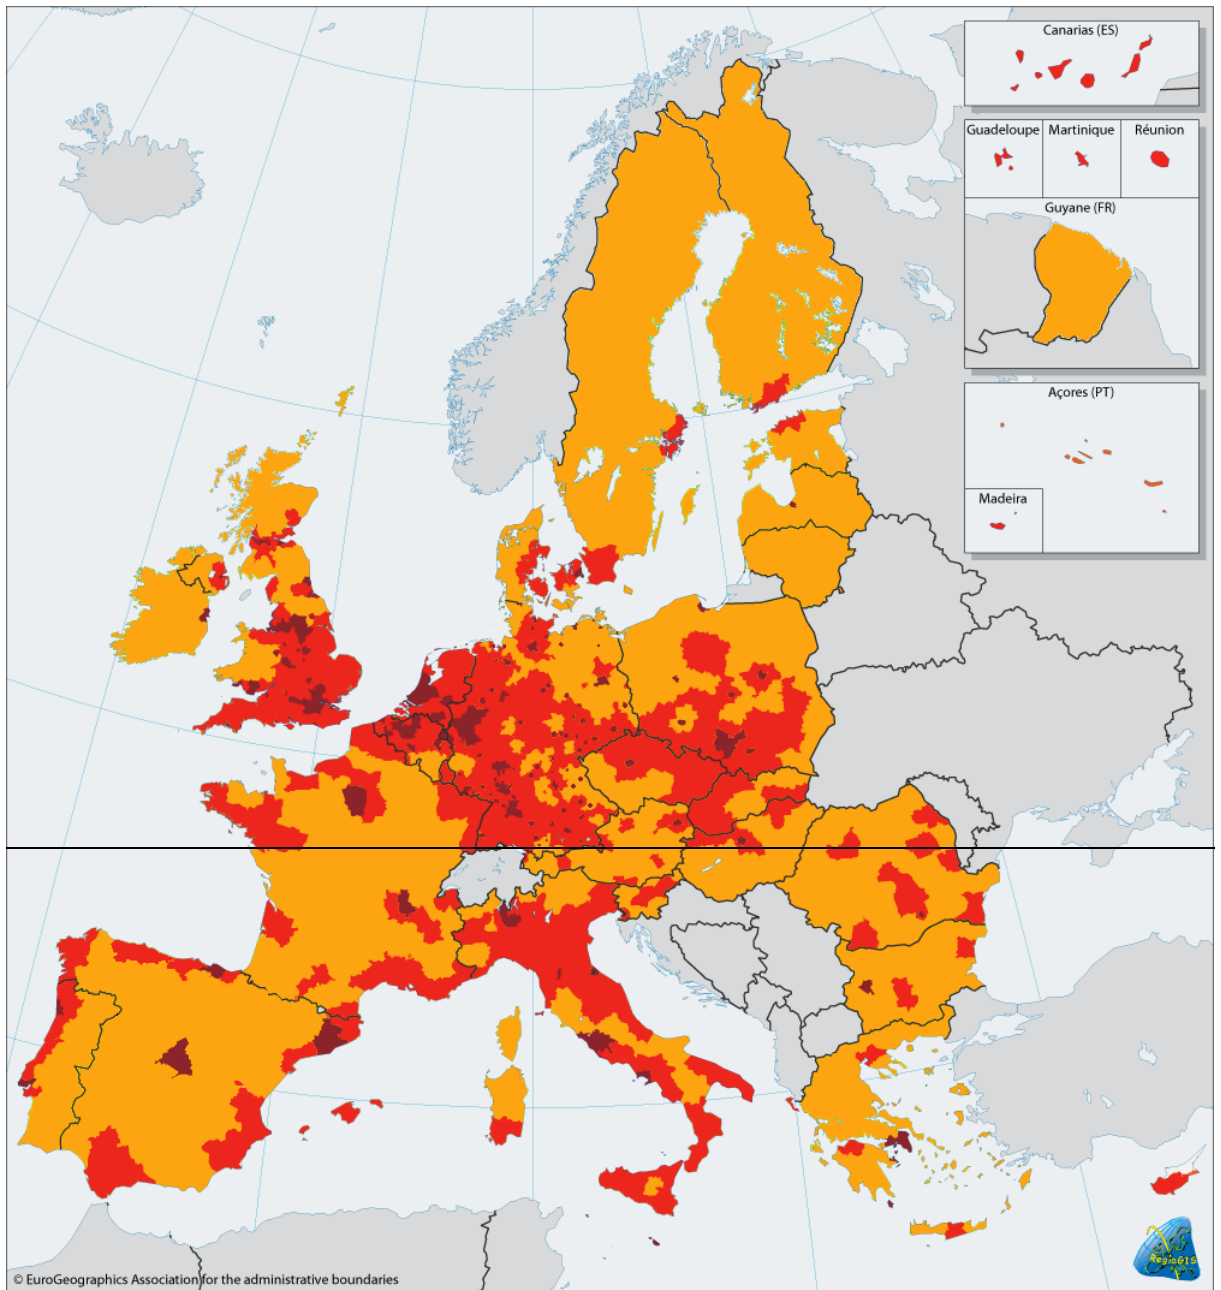 Canarias (ES)
Guadeloupe
Martinique
Réunion
Guyane (FR)
Açores (PT)
Madeira
RegioGIS
© EuroGeographics Association for the administrative boundaries